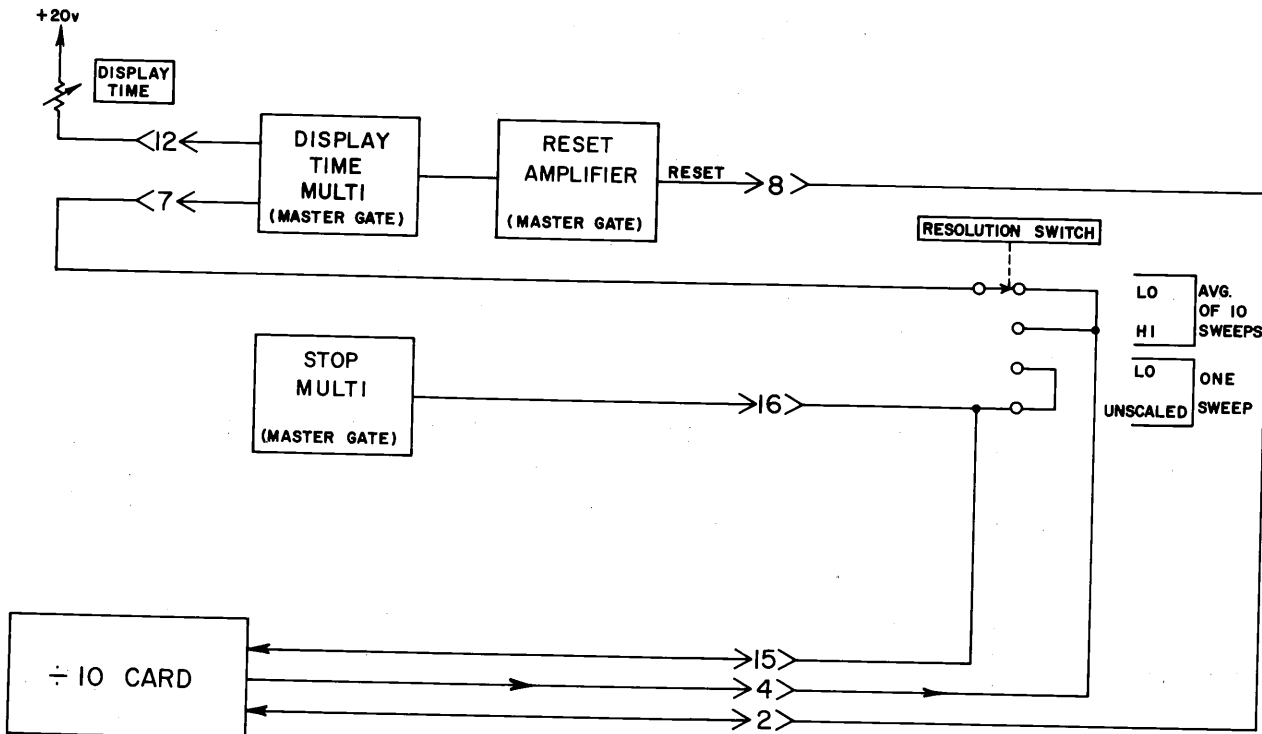 +20v
DISPLAY
TIME
12
DISPLAY
TIME
MULTI
(MASTER GATE)
RESET
AMPLIFIER
(MASTER GATE)
RESET
8
7
RESOLUTION SWITCH
LO
HI
AVG.
OF 10
SWEEPS
LO
UNSCALED
ONE
SWEEP
STOP
MULTI
(MASTER GATE)
16
÷10 CARD
15
4
2